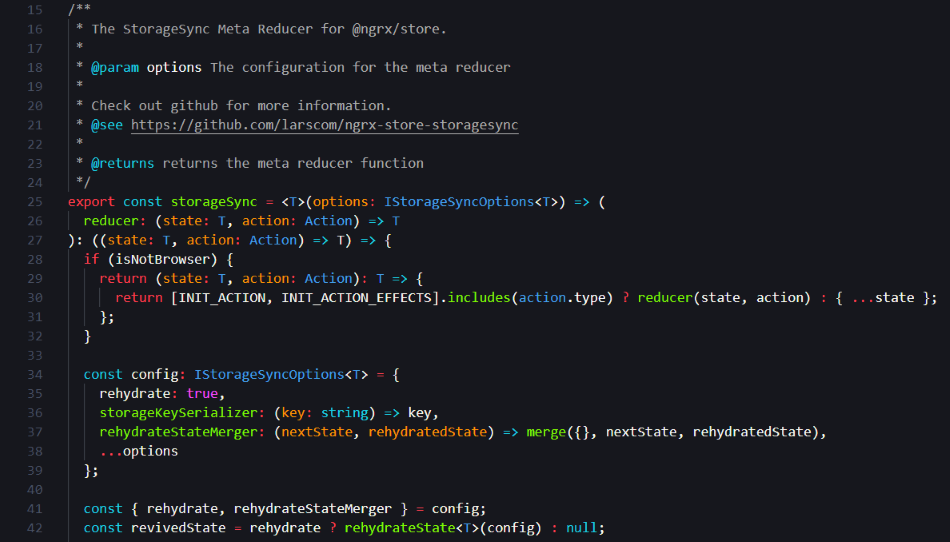 15 /**
16  * The StorageSync Meta Reducer for @ngrx/store.
17  *
18  * @param options The configuration for the meta reducer
19  *
20  * Check out github for more information.
21  * @see https://github.com/larscom/ngrx-store-storagesync
22  *
23  * @returns returns the meta reducer function
24  */
25 export const storageSync = <T>(options: IStorageSyncOptions<T>) => (
26   reducer: (state: T, action: Action) => T
27 ): ((state: T, action: Action) => T) => {
28   if (isNotBrowser) {
29     return (state: T, action: Action): T => {
30       return [INIT_ACTION, INIT_ACTION_EFFECTS].includes(action.type) ? reducer(state, action) : { ...state };
31     };
32   }
33
34   const config: IStorageSyncOptions<T> = {
35     rehydrate: true,
36     storageKeySerializer: (key: string) => key,
37     rehydrateStateMerger: (nextState, rehydratedState) => merge({}, nextState, rehydratedState),
38     ...options
39   };
40
41   const { rehydrate, rehydrateStateMerger } = config;
42   const revivedState = rehydrate ? rehydrateState<T>(config) : null;